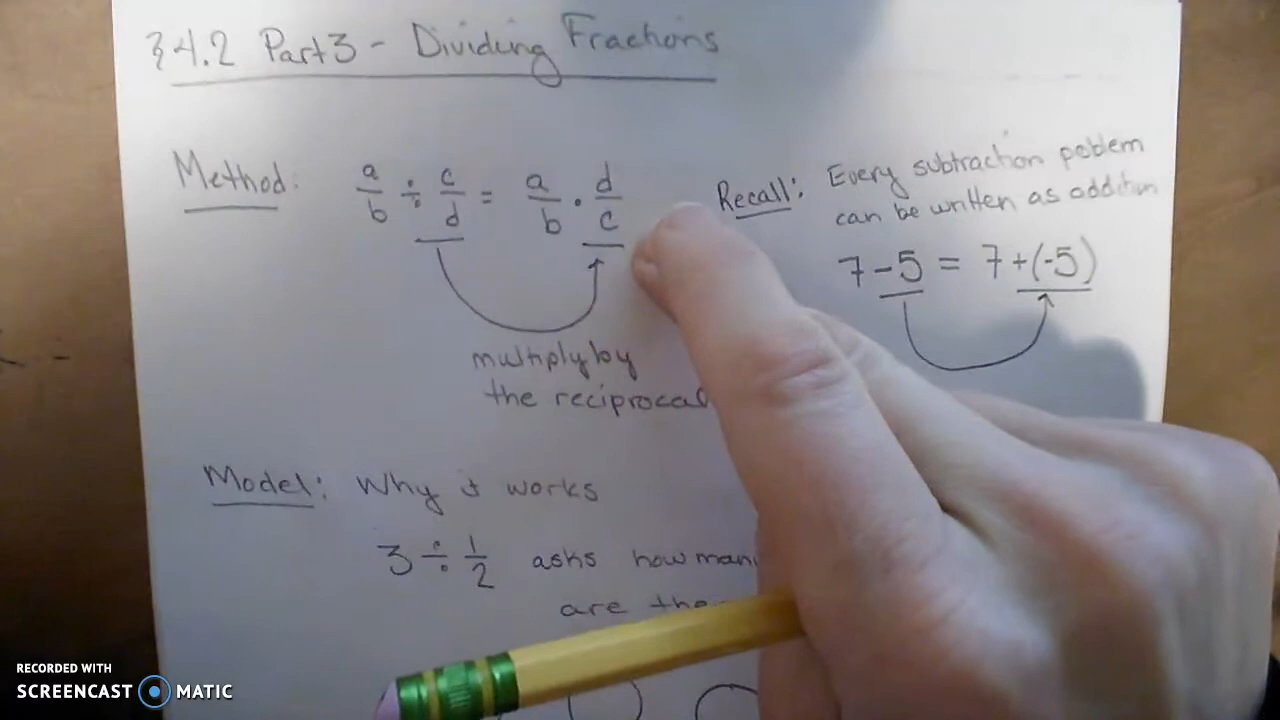 §4.2 Part 3 - Dividing Fractions
Method: a/b ÷ c/d = a/b · d/c
multiply by
the reciprocal
Recall: Every subtraction poblem
can be written as addition
7 - 5 = 7 + (-5)
Model: Why it works
3 ÷ 1/2 asks how many
are the
RECORDED WITH
SCREENCAST MATIC